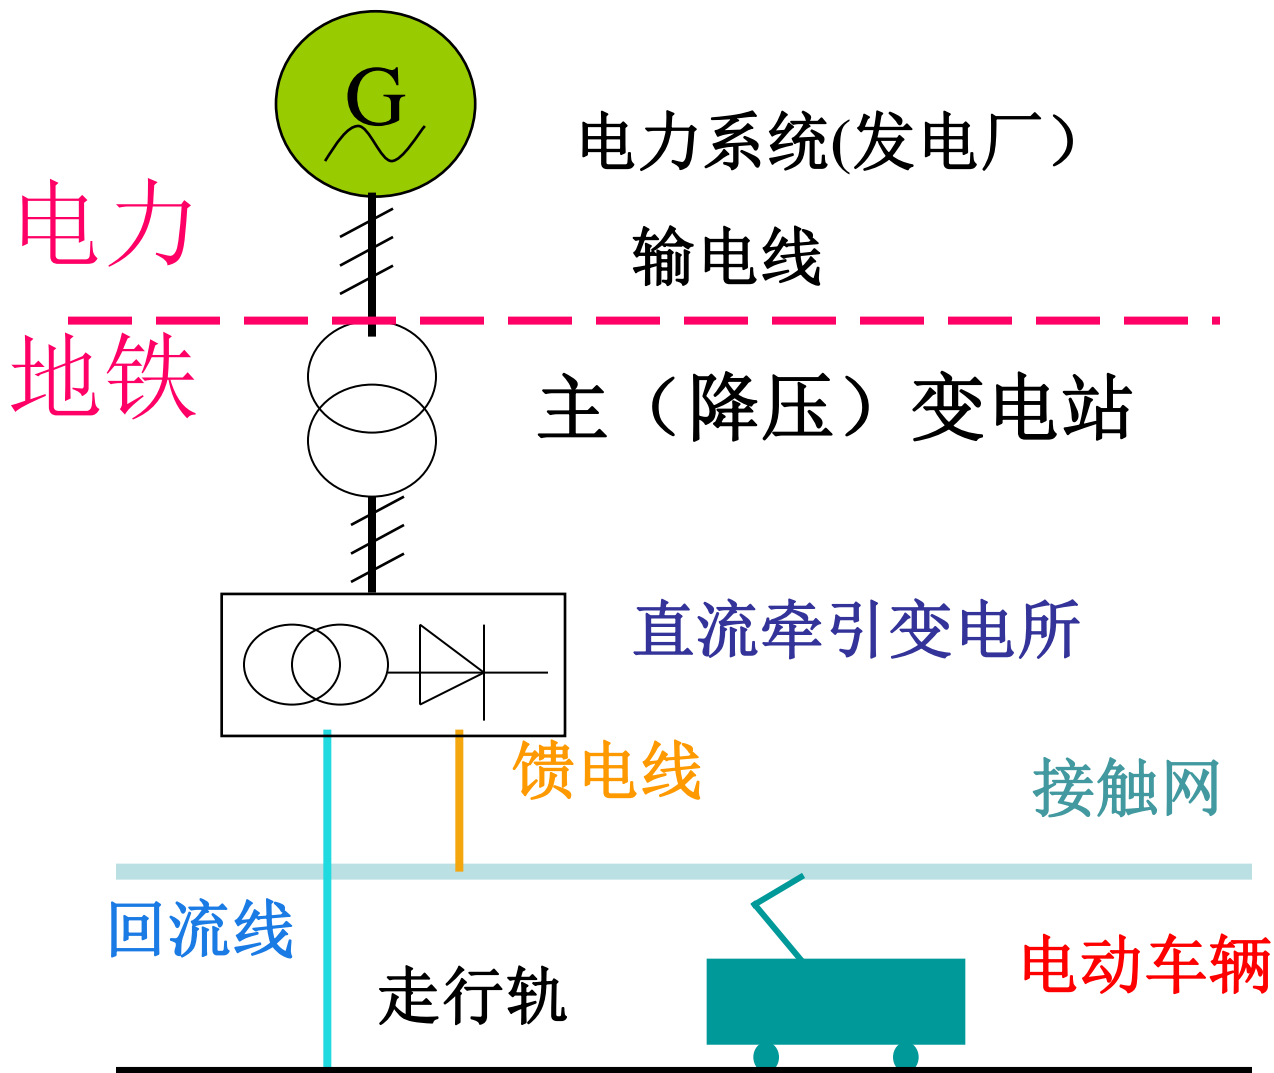 G
电力系统(发电厂）
电力
输电线
地铁
主（降压）变电站
直流牵引变电所
馈电线
接触网
回流线
电动车辆
走行轨